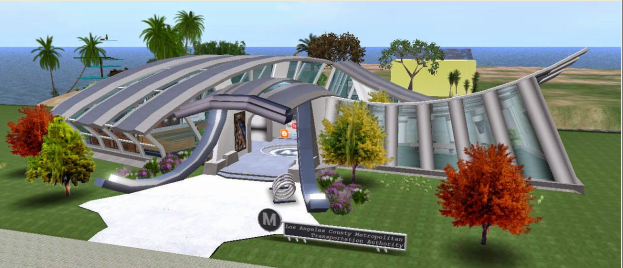 M
Los Angeles County Metropolitan
Transportation Authority